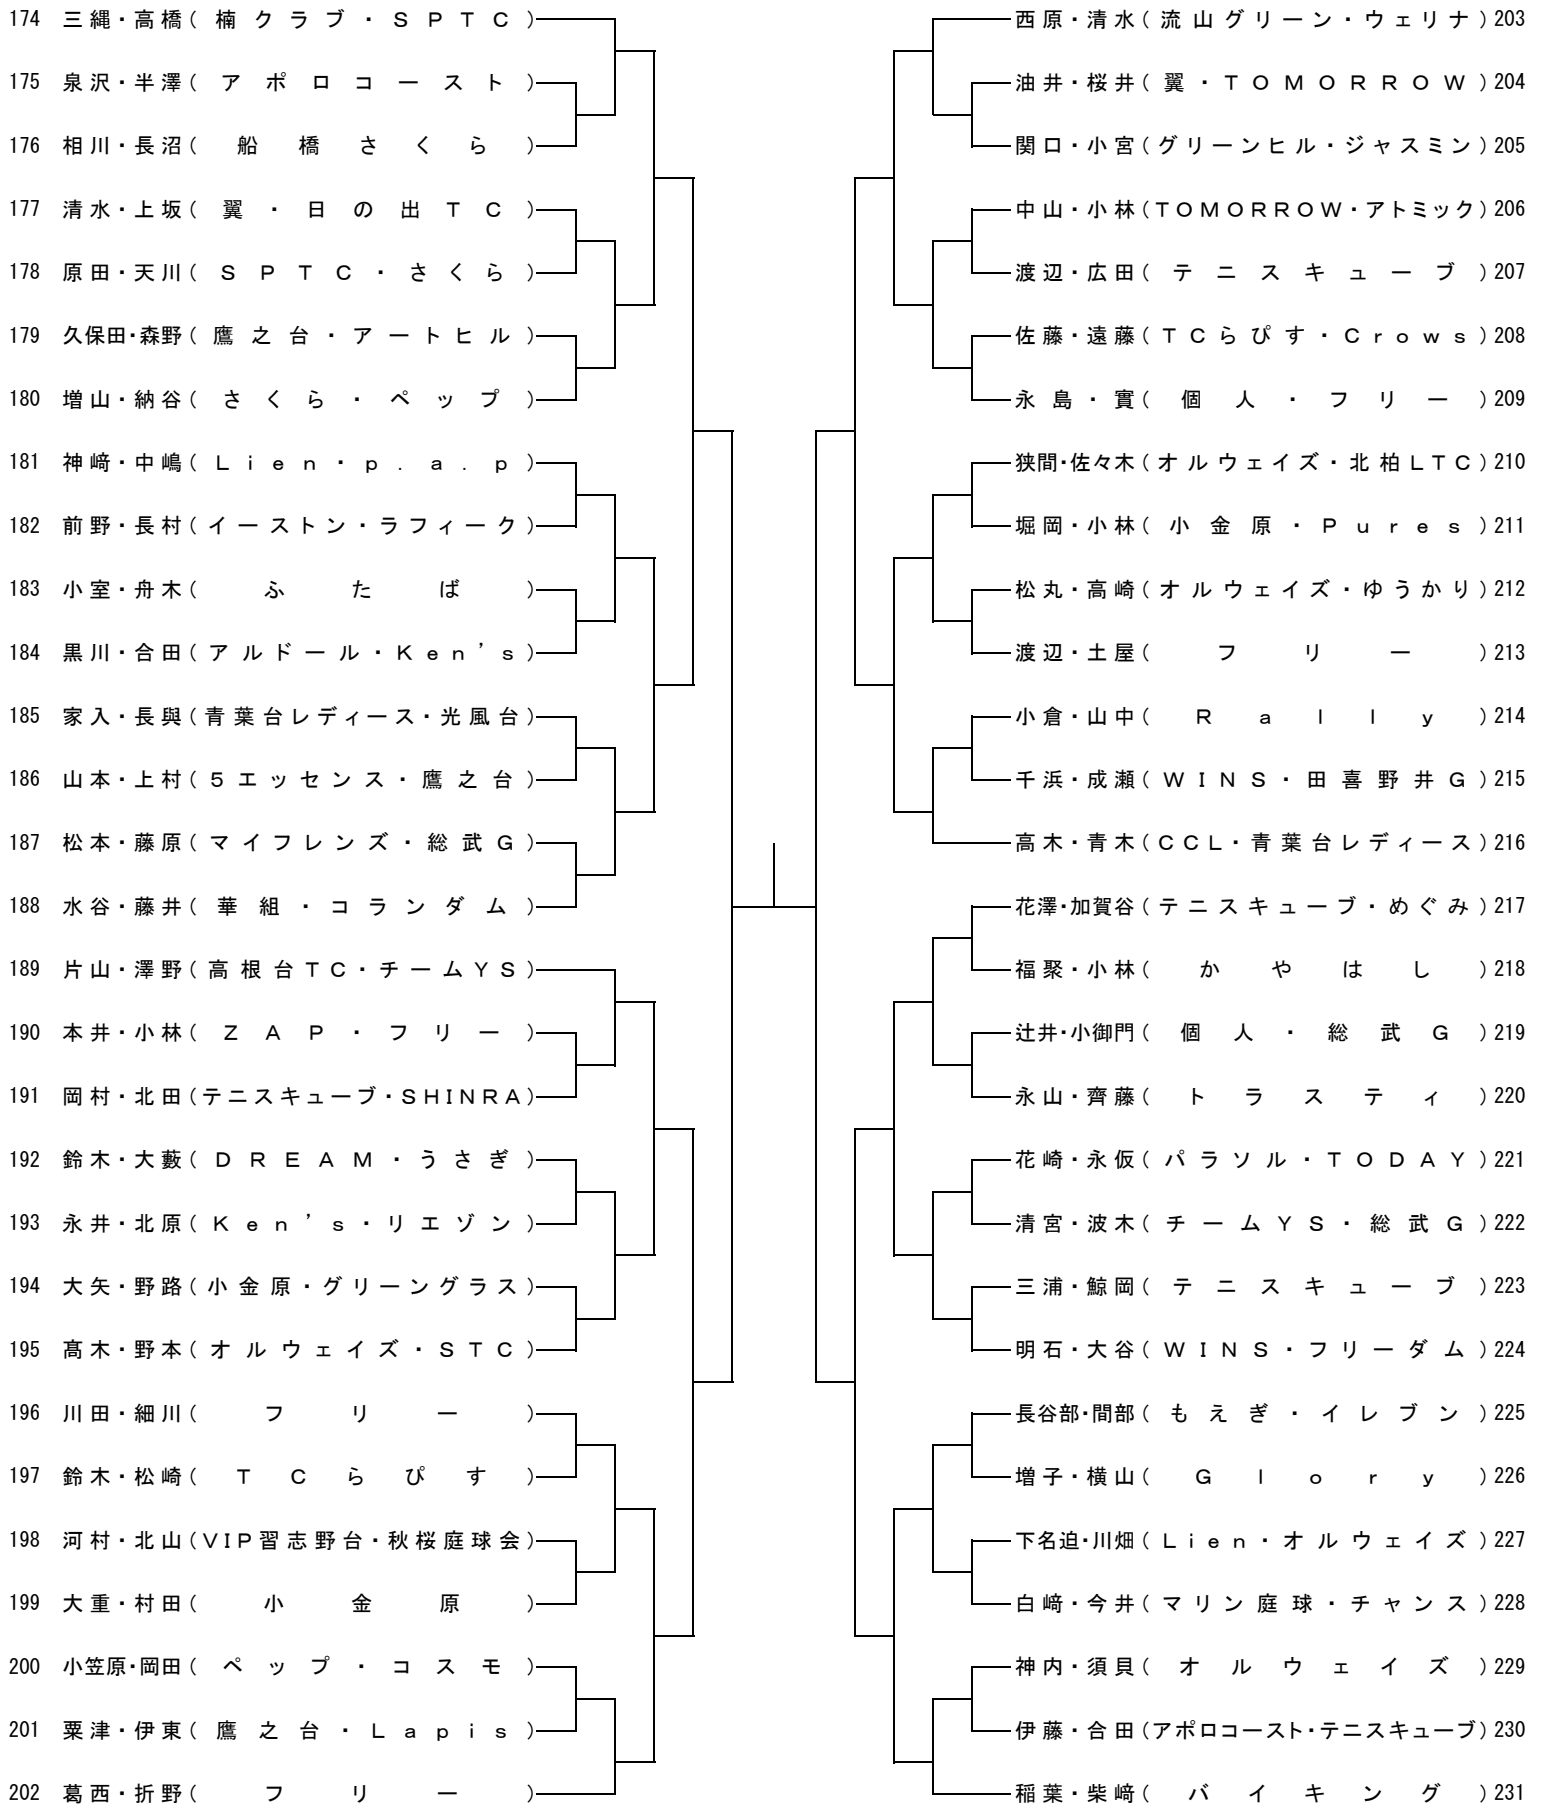 174 三縄・高橋(楠クラブ・SPTC)
175 泉沢・半澤(アポロコースト)
176 相川・長沼(船橋さくら)
177 清水・上坂(翼・日の出TC)
178 原田・天川(SPTC・さくら)
179 久保田・森野(鷹之台・アートヒル)
180 増山・納谷(さくら・ペップ)
181 神﨑・中嶋(Lien・p.a.p)
182 前野・長村(イーストン・ラフィーク)
183 小室・舟木(ふたば)
184 黒川・合田(アルドール・Ken’s)
185 家入・長與(青葉台レディース・光風台)
186 山本・上村(5エッセンス・鷹之台)
187 松本・藤原(マイフレンズ・総武G)
188 水谷・藤井(華組・コランダム)
189 片山・澤野(高根台TC・チームYS)
190 本井・小林(ZAP・フリー)
191 岡村・北田(テニスキューブ・SHINRA)
192 鈴木・大藪(DREAM・うさぎ)
193 永井・北原(Ken’s・リエゾン)
194 大矢・野路(小金原・グリーングラス)
195 髙木・野本(オルウェイズ・STC)
196 川田・細川(フリー)
197 鈴木・松崎(TCらぴす)
198 河村・北山(VIP習志野台・秋桜庭球会)
199 大重・村田(小金原)
200 小笠原・岡田(ペップ・コスモ)
201 粟津・伊東(鷹之台・Lapis)
202 葛西・折野(フリー)
西原・清水(流山グリーン・ウェリナ)203
油井・桜井(翼・TOMORROW)204
関口・小宮(グリーンヒル・ジャスミン)205
中山・小林(TOMORROW・アトミック)206
渡辺・広田(テニスキューブ)207
佐藤・遠藤(TCらぴす・Crows)208
永島・實(個人・フリー)209
狭間・佐々木(オルウェイズ・北柏LTC)210
堀岡・小林(小金原・Pures)211
松丸・高崎(オルウェイズ・ゆうかり)212
渡辺・土屋(フリー)213
小倉・山中(Rally)214
千浜・成瀬(WINS・田喜野井G)215
高木・青木(CCL・青葉台レディース)216
花澤・加賀谷(テニスキューブ・めぐみ)217
福聚・小林(かやはし)218
辻井・小御門(個人・総武G)219
永山・齊藤(トラスティ)220
花崎・永仮(パラソル・TODAY)221
清宮・波木(チームYS・総武G)222
三浦・鯨岡(テニスキューブ)223
明石・大谷(WINS・フリーダム)224
長谷部・間部(もえぎ・イレブン)225
増子・横山(Glory)226
下名迫・川畑(Lien・オルウェイズ)227
白﨑・今井(マリン庭球・チャンス)228
神内・須貝(オルウェイズ)229
伊藤・合田(アポロコースト・テニスキューブ)230
稲葉・柴﨑(バイキング)231